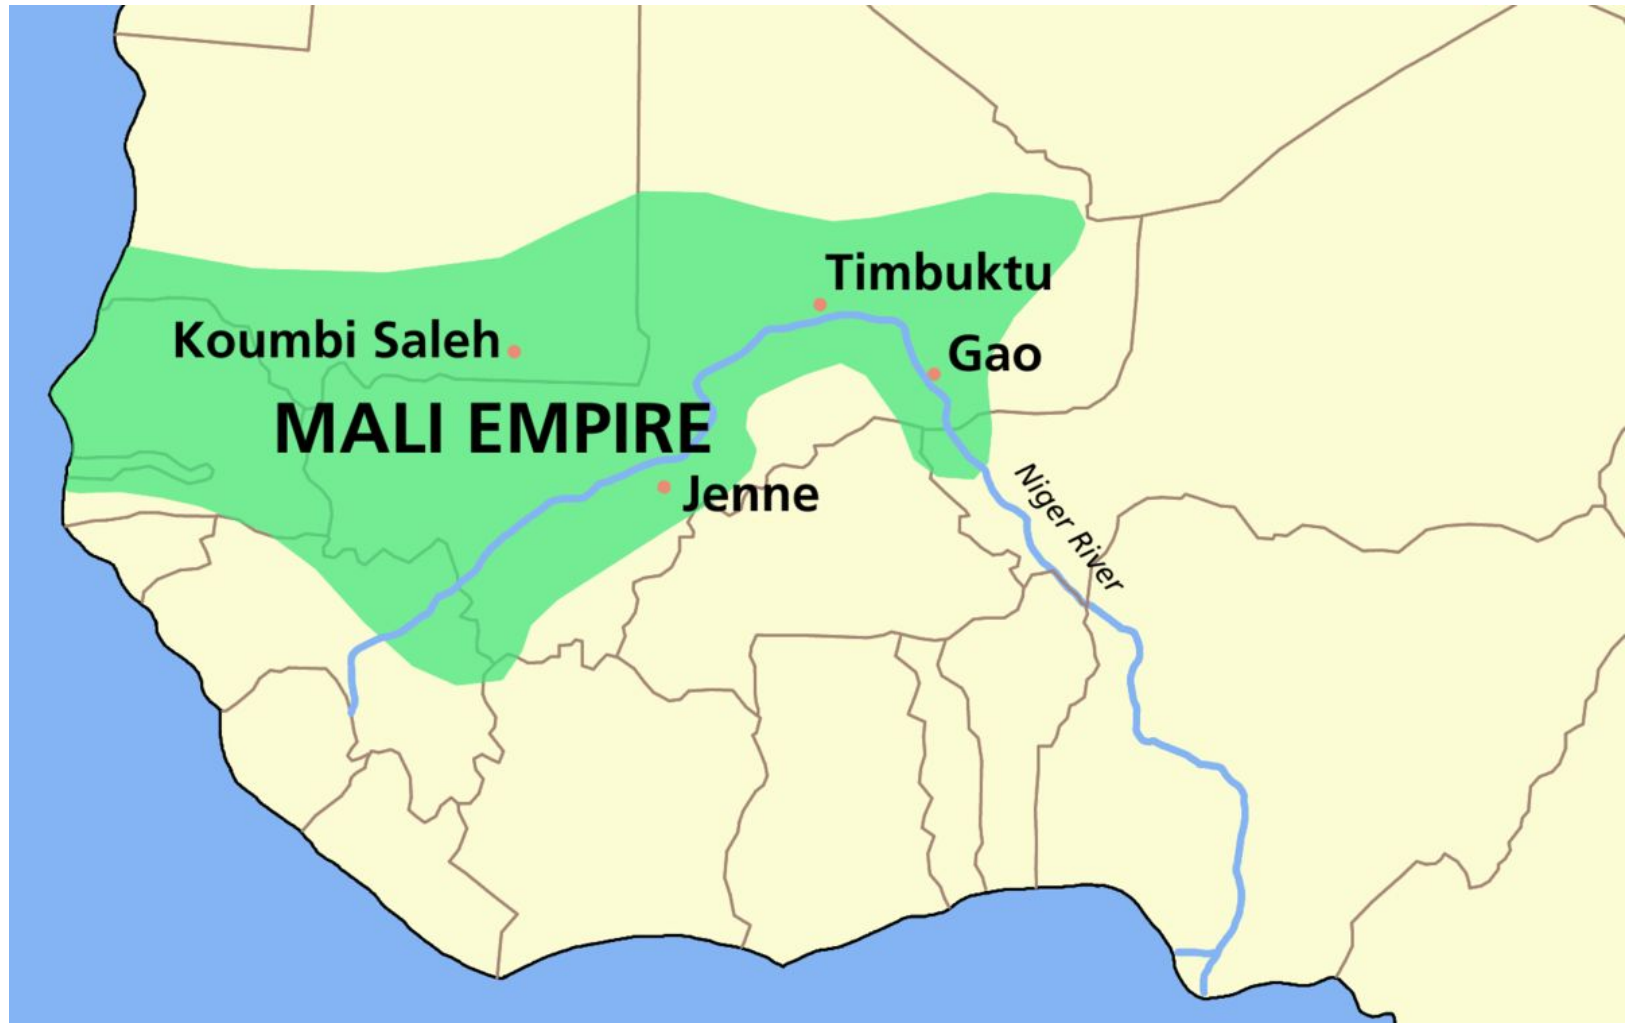 Timbuktu
Koumbi Saleh
Gao
MALI EMPIRE
Jenne
Niger River